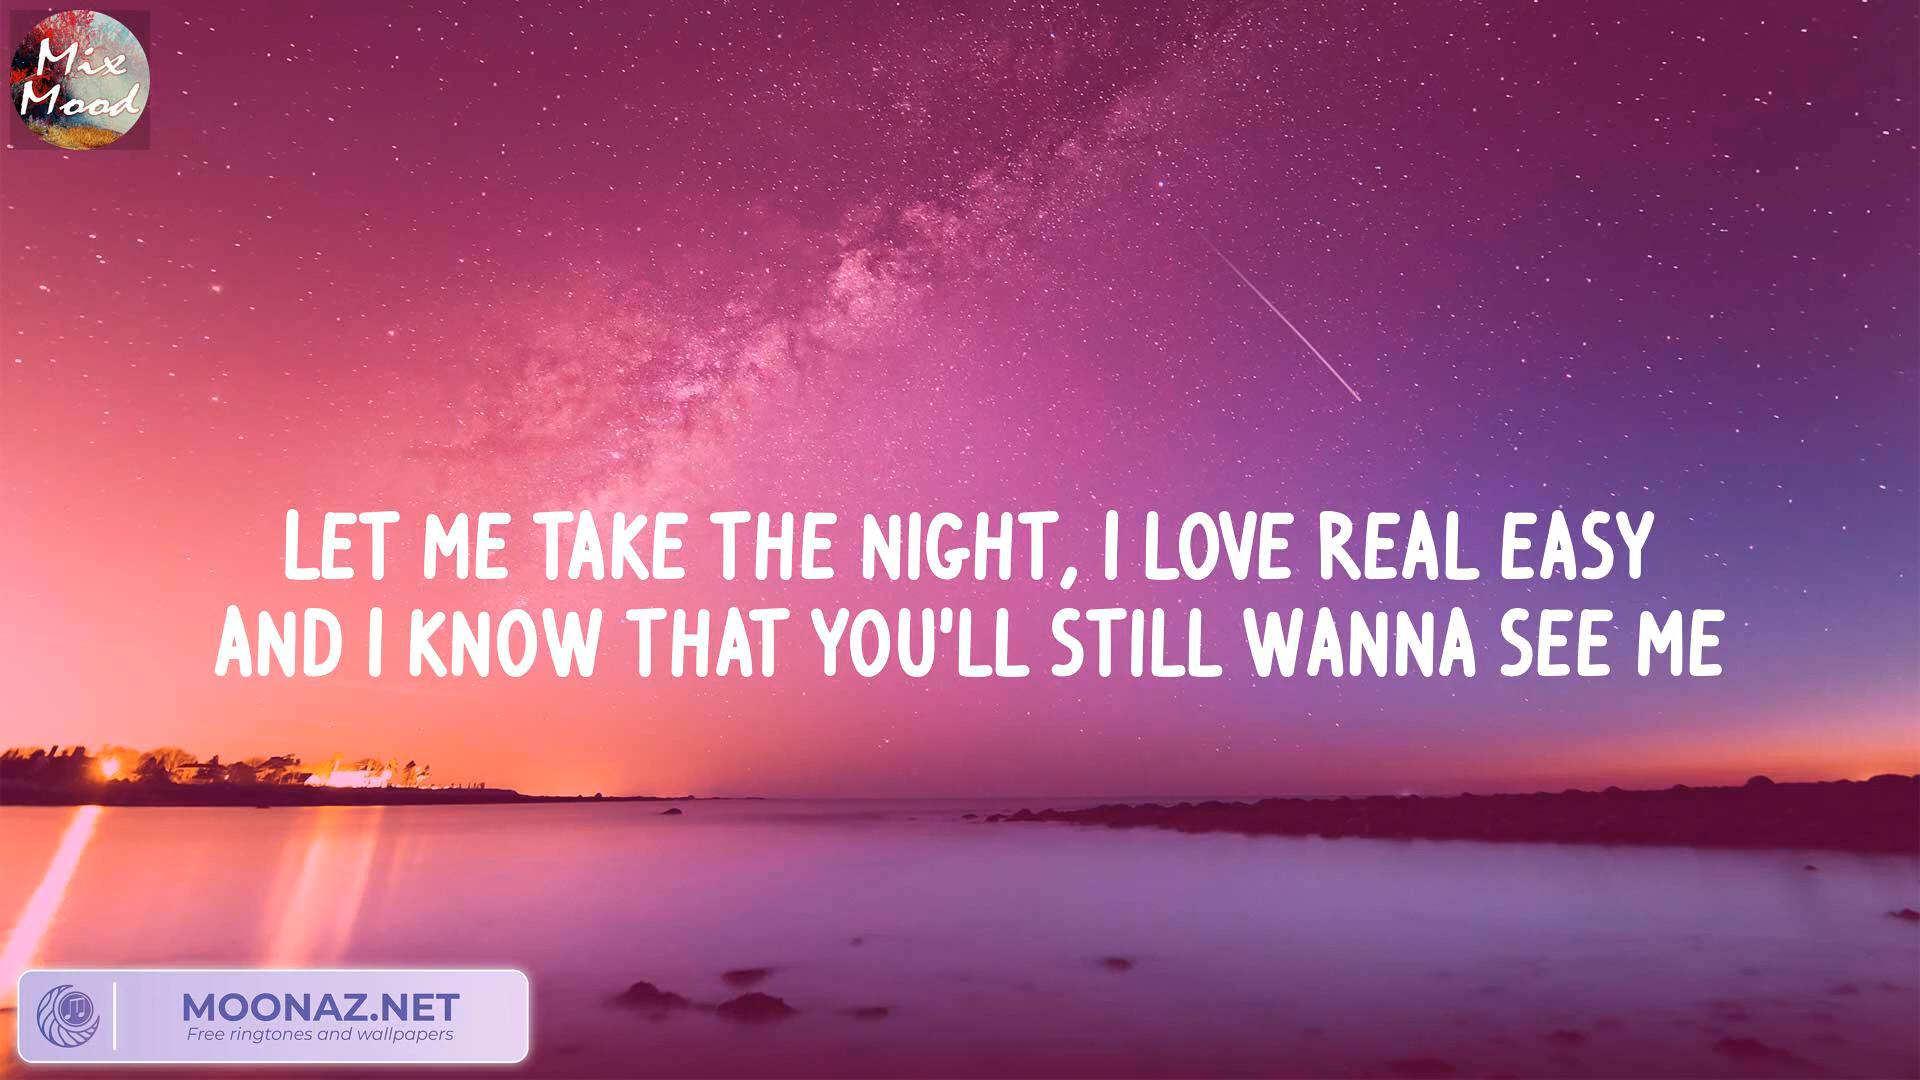 Mix
Mood
LET ME TAKE THE NIGHT, I LOVE REAL EASY
AND I KNOW THAT YOU'LL STILL WANNA SEE ME
MOONAZ.NET
Free ringtones and wallpapers